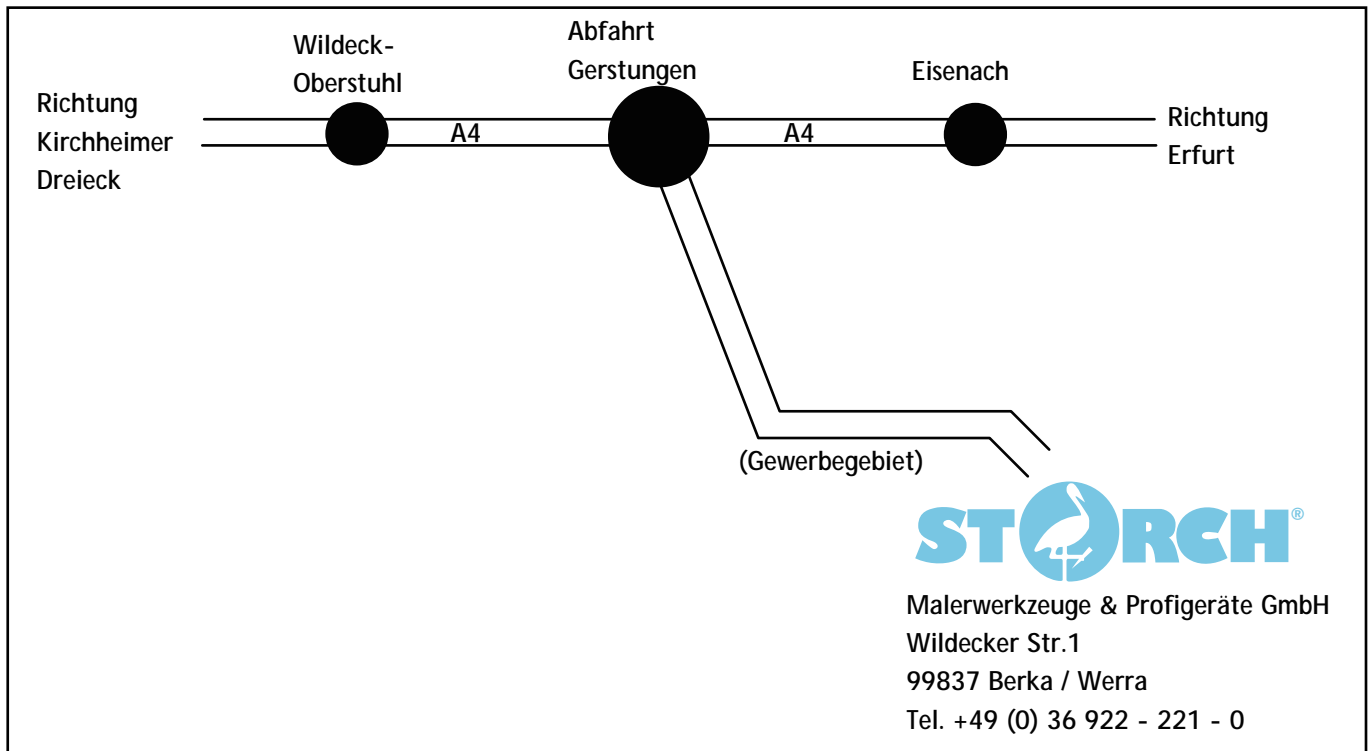 Wildeck-
Oberstuhl
Abfahrt
Gerstungen
Eisenach
Richtung
Kirchheimer
Dreieck
A4
A4
Richtung
Erfurt
(Gewerbegebiet)
STORCH®
Malerwerkzeuge & Profigeräte GmbH
Wildecker Str.1
99837 Berka / Werra
Tel. +49 (0) 36 922 - 221 - 0